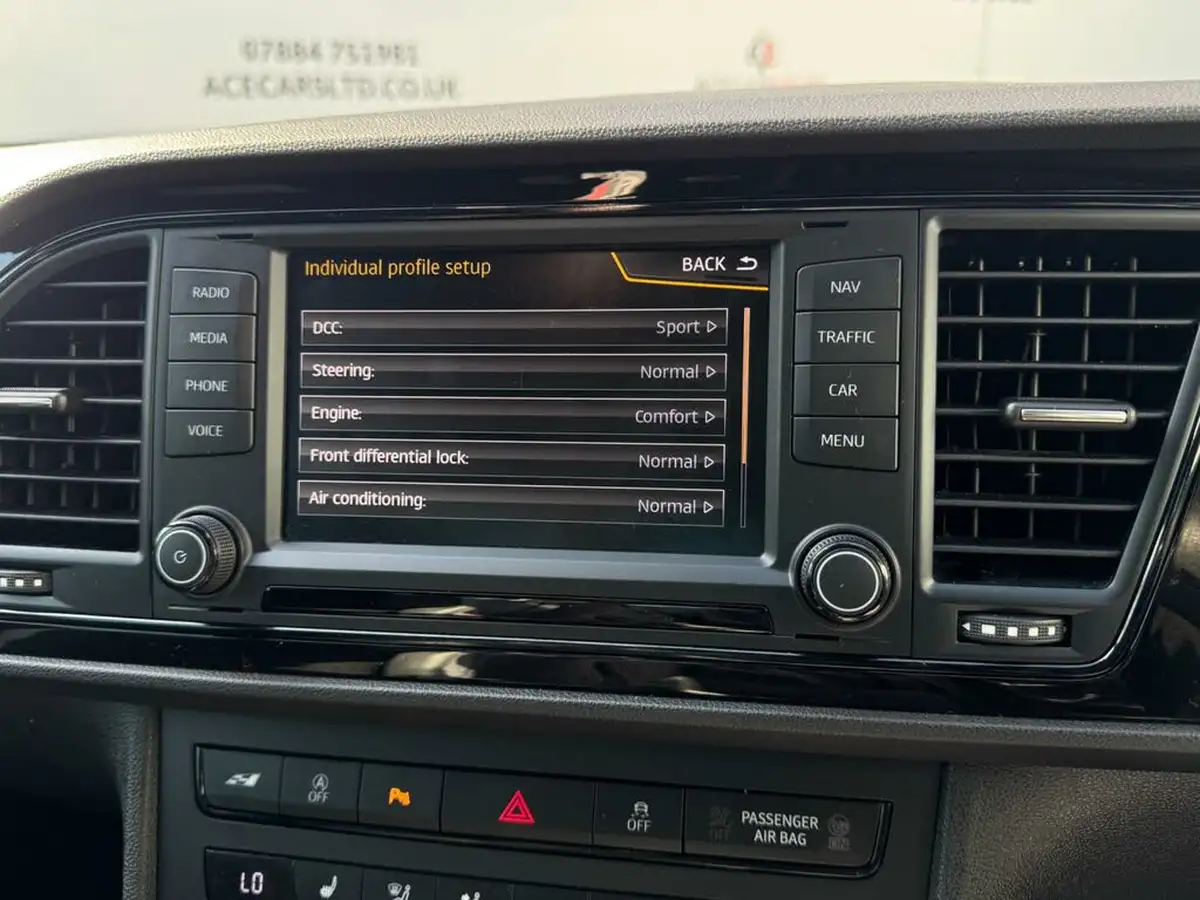 07884 751981
ACECARSLTD.CO.UK
Individual profile setup
BACK
DCC: Sport
Steering: Normal
Engine: Comfort
Front differential lock: Normal
Air conditioning: Normal
RADIO
MEDIA
PHONE
VOICE
NAV
TRAFFIC
CAR
MENU
A
OFF
OFF
PASSENGER
AIR BAG
LO